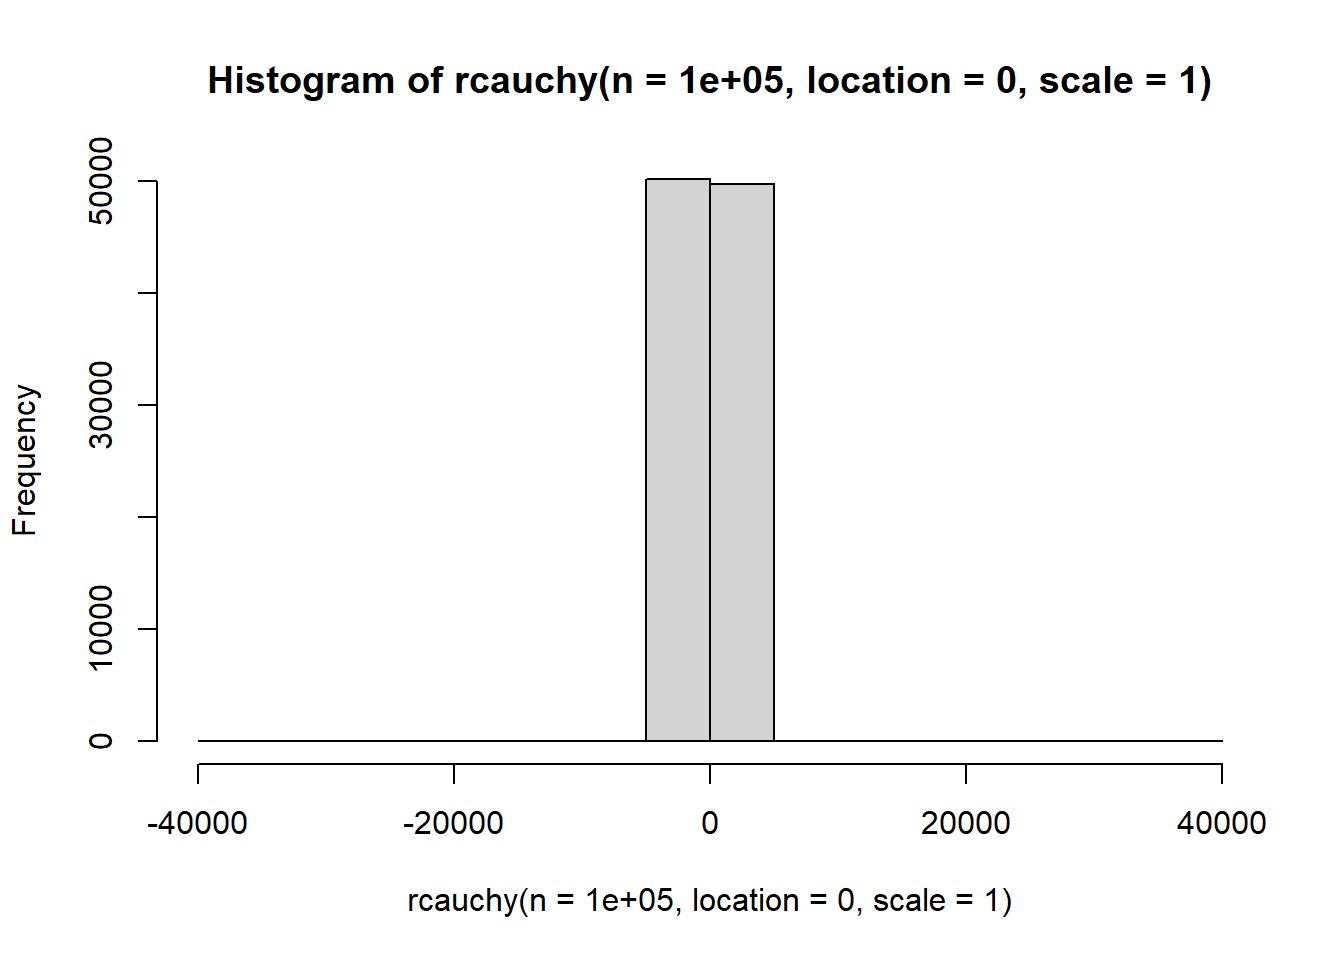 Histogram of rcauchy(n = 1e+05, location = 0, scale = 1)
Frequency
50000
30000
10000
0
-40000 -20000 0 20000 40000
rcauchy(n = 1e+05, location = 0, scale = 1)